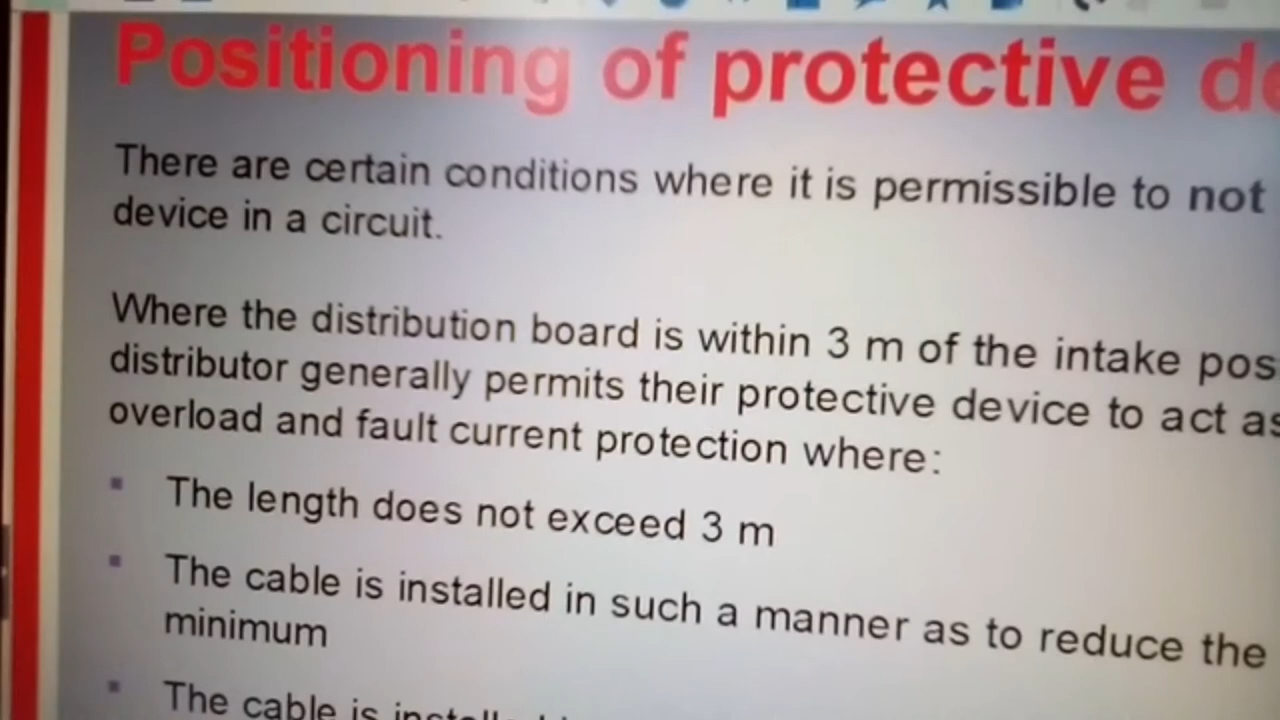 Positioning of protective
There are certain conditions where it is permissible to not
device in a circuit.
Where the distribution board is within 3 m of the intake
distributor generally permits their protective device to act as
overload and fault current protection where:
The length does not exceed 3 m
The cable is installed in such a manner as to reduce the
minimum
The cable is